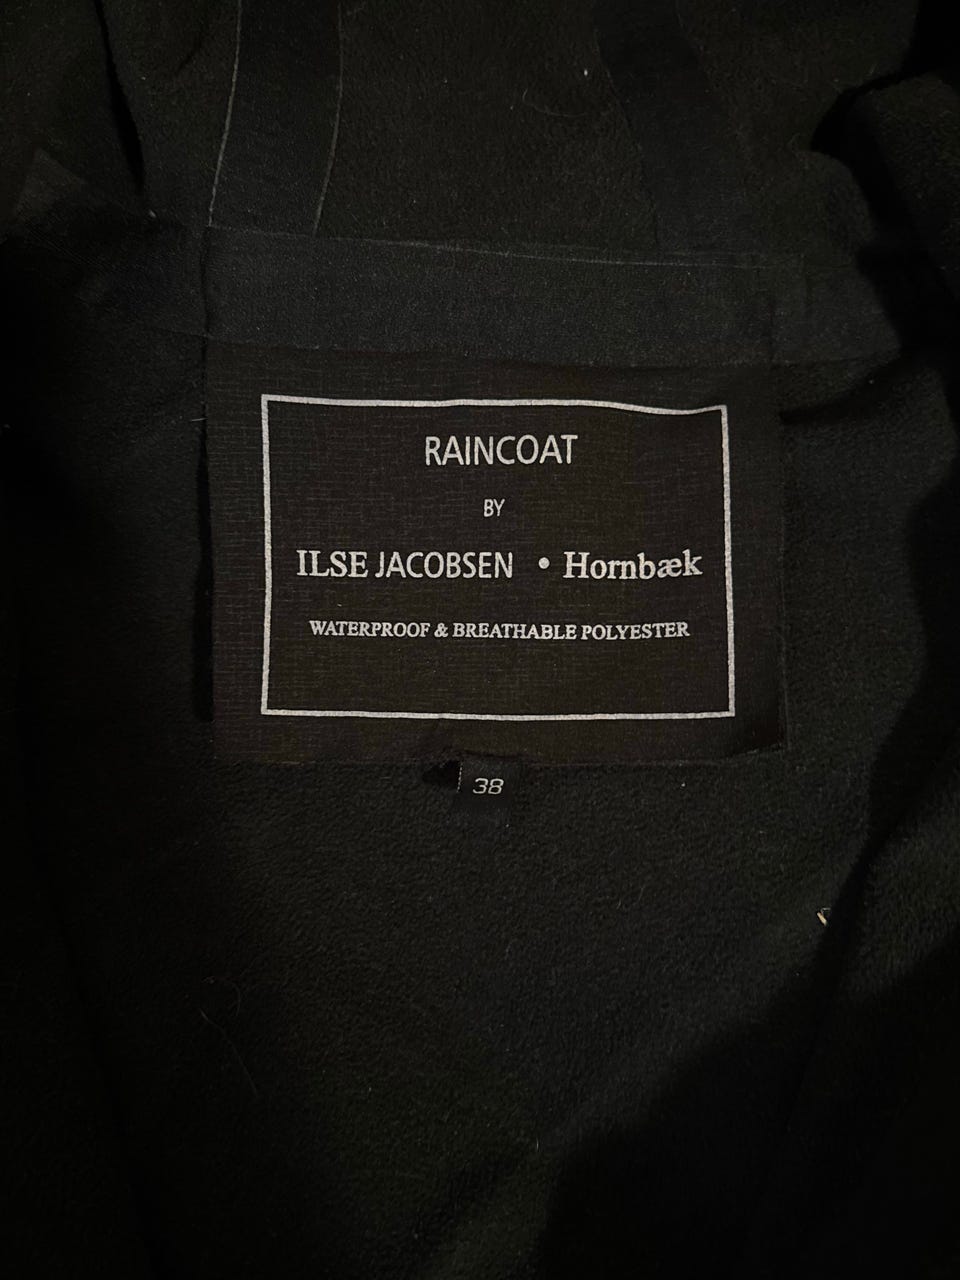 RAINCOAT
BY
ILSE JACOBSEN • Hornbæk
WATERPROOF & BREATHABLE POLYESTER
38